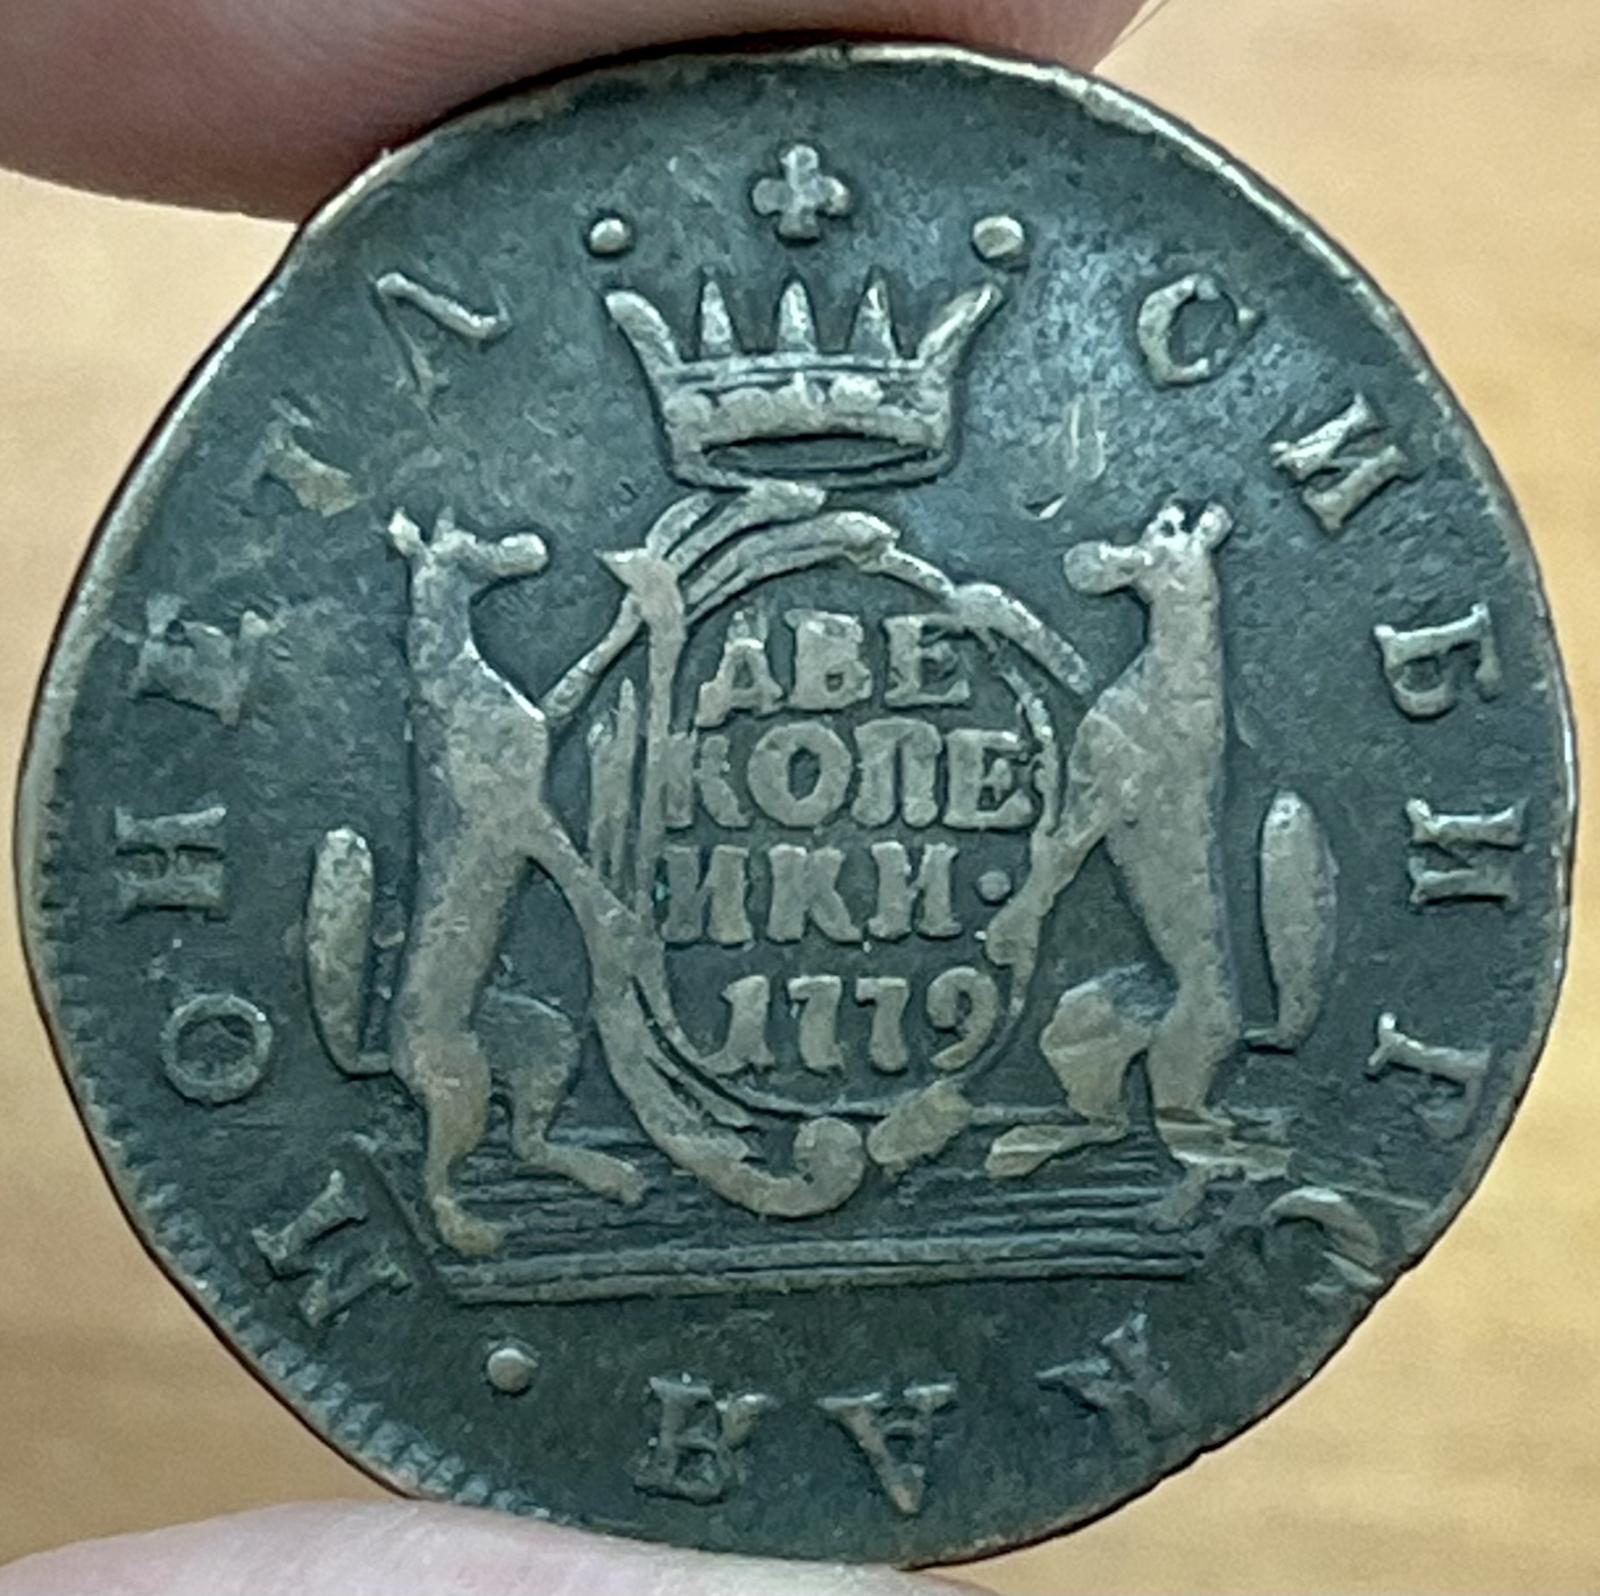 СИБИРСКАЯ · МОНЕТА
ДВЕ
КОПЕ
ИКИ·
1779